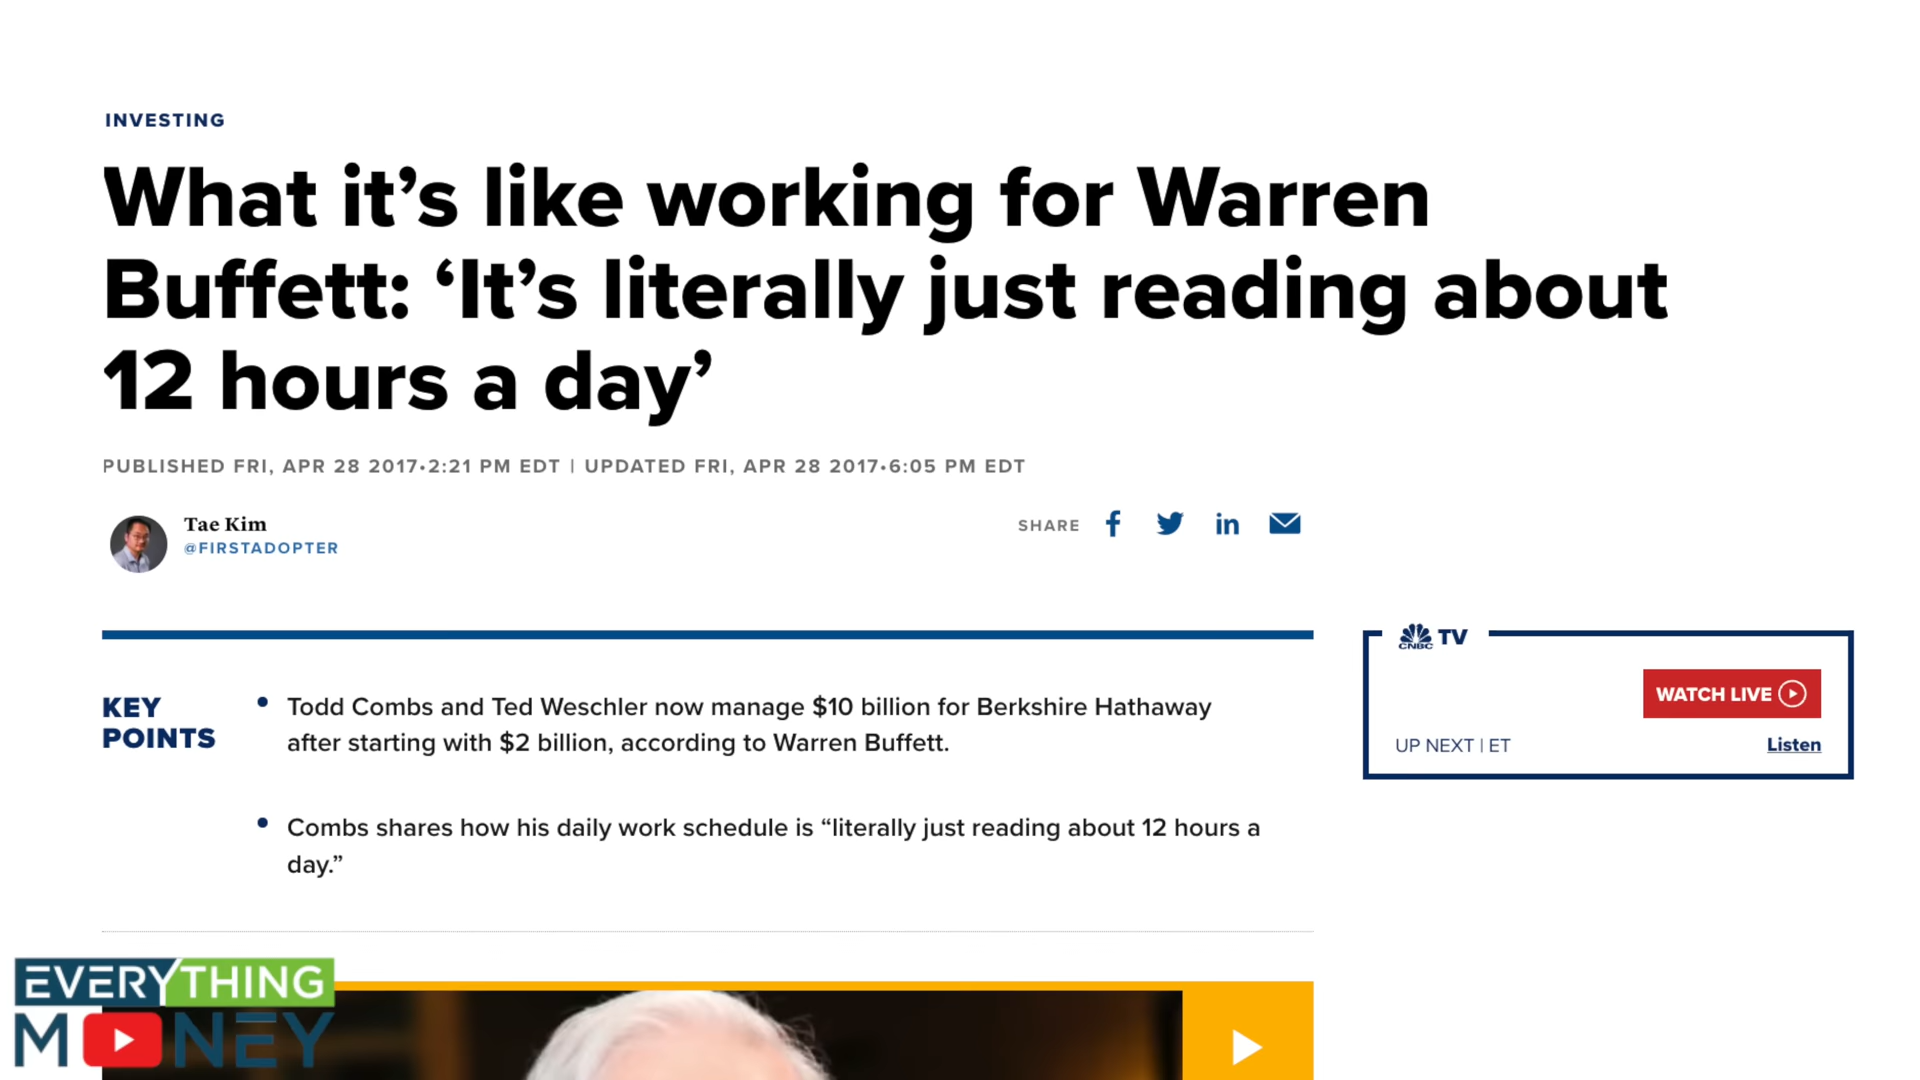 INVESTING
What it’s like working for Warren
Buffett: ‘It’s literally just reading about
12 hours a day’
PUBLISHED FRI, APR 28 2017•2:21 PM EDT | UPDATED FRI, APR 28 2017•6:05 PM EDT
Tae Kim
@FIRSTADOPTER
SHARE
CNBC TV
WATCH LIVE
UP NEXT | ET
Listen
KEY
POINTS
Todd Combs and Ted Weschler now manage $10 billion for Berkshire Hathaway
after starting with $2 billion, according to Warren Buffett.
Combs shares how his daily work schedule is “literally just reading about 12 hours a
day.”
EVERYTHING
MONEY